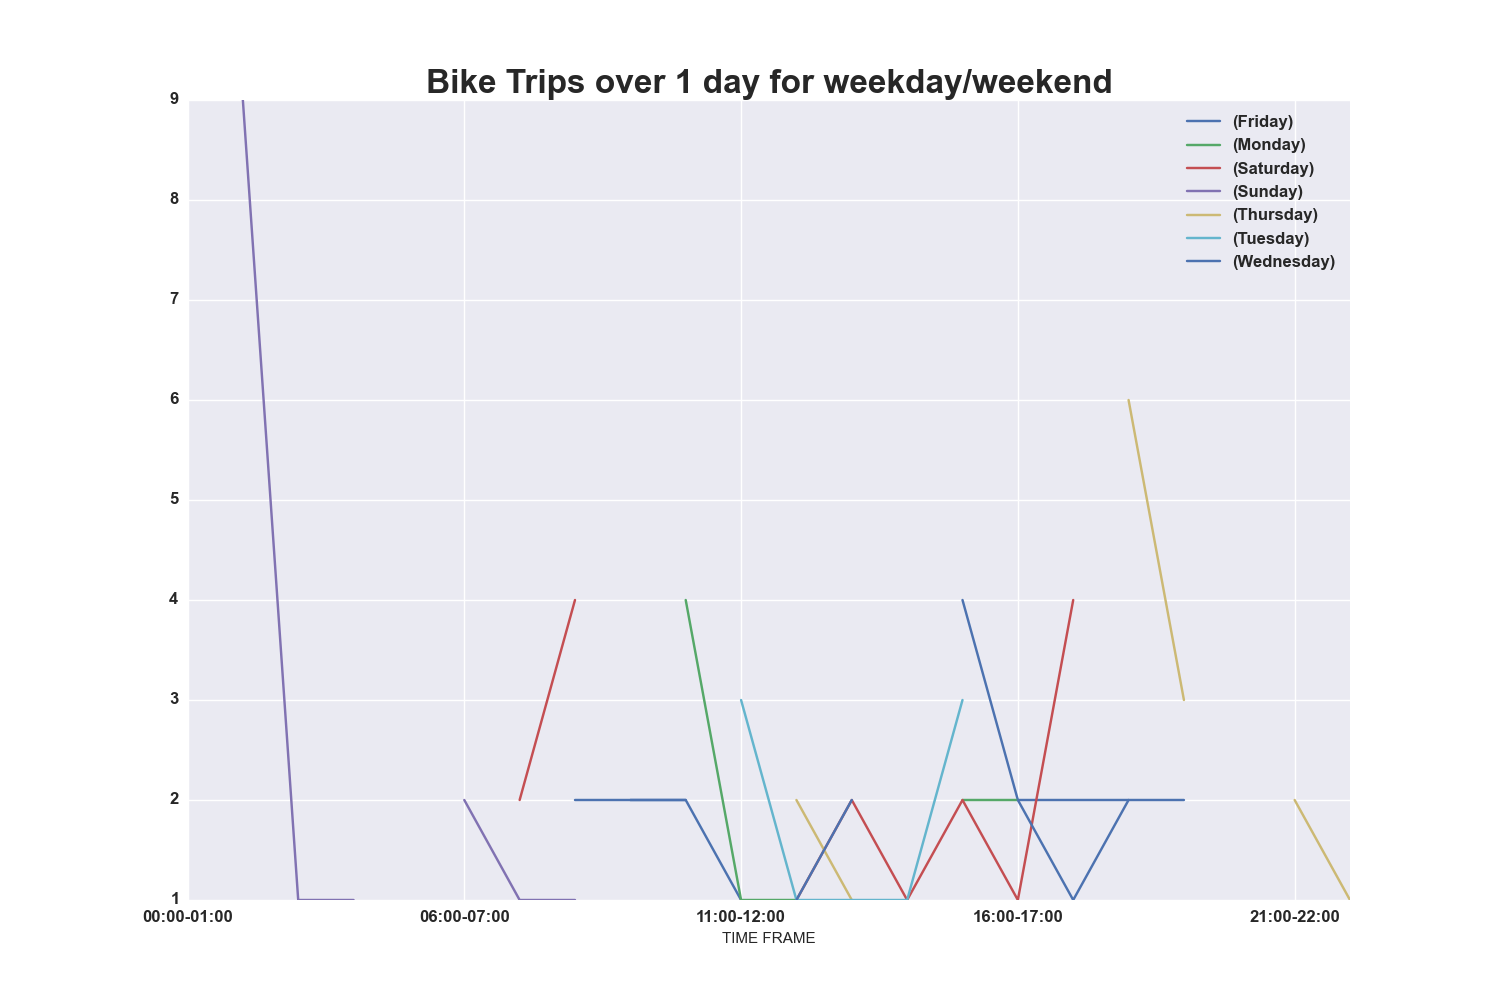 Bike Trips over 1 day for weekday/weekend
9
8
7
6
5
4
3
2
1
(Friday)
(Monday)
(Saturday)
(Sunday)
(Thursday)
(Tuesday)
(Wednesday)
00:00-01:00 06:00-07:00 11:00-12:00 16:00-17:00 21:00-22:00
TIME FRAME